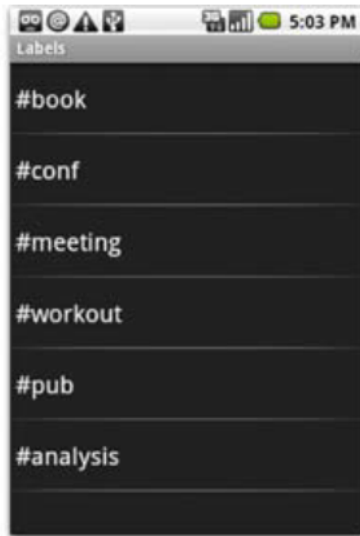 5:03 PM
Labels
#book
#conf
#meeting
#workout
#pub
#analysis